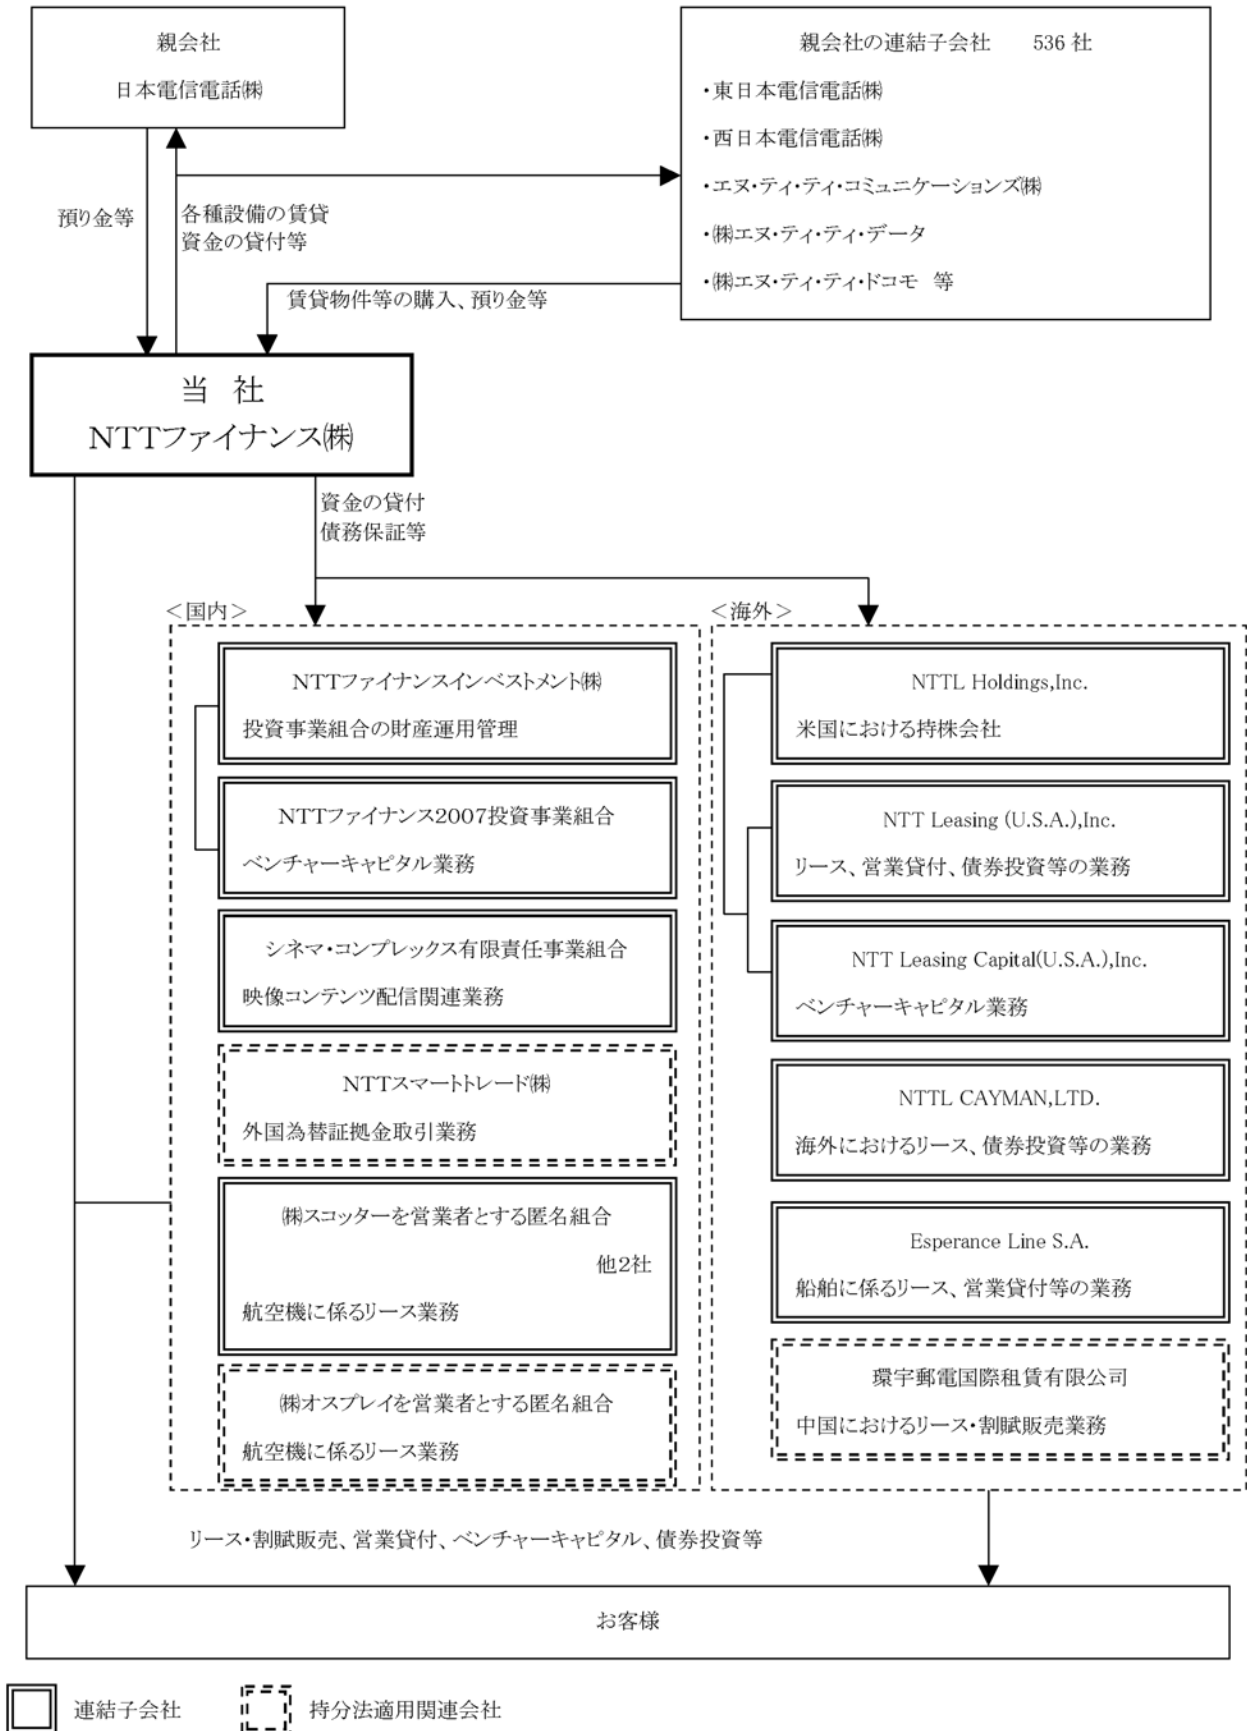 親会社
日本電信電話㈱
親会社の連結子会社　　536 社
・東日本電信電話㈱
・西日本電信電話㈱
・エヌ・ティ・ティ・コミュニケーションズ㈱
・㈱エヌ・ティ・ティ・データ
・㈱エヌ・ティ・ティ・ドコモ　等
預り金等
各種設備の賃貸
資金の貸付等
賃貸物件等の購入、預り金等
当　社
NTTファイナンス㈱
資金の貸付
債務保証等
＜国内＞
NTTファイナンスインベストメント㈱
投資事業組合の財産運用管理
NTTファイナンス2007投資事業組合
ベンチャーキャピタル業務
シネマ・コンプレックス有限責任事業組合
映像コンテンツ配信関連業務
NTTスマートトレード㈱
外国為替証拠金取引業務
㈱スコッターを営業者とする匿名組合
他2社
航空機に係るリース業務
㈱オスプレイを営業者とする匿名組合
航空機に係るリース業務
＜海外＞
NTTL Holdings,Inc.
米国における持株会社
NTT Leasing (U.S.A.),Inc.
リース、営業貸付、債券投資等の業務
NTT Leasing Capital(U.S.A.),Inc.
ベンチャーキャピタル業務
NTTL CAYMAN,LTD.
海外におけるリース、債券投資等の業務
Esperance Line S.A.
船舶に係るリース、営業貸付等の業務
環宇郵電国際租賃有限公司
中国におけるリース・割賦販売業務
リース・割賦販売、営業貸付、ベンチャーキャピタル、債券投資等
お客様
連結子会社
持分法適用関連会社